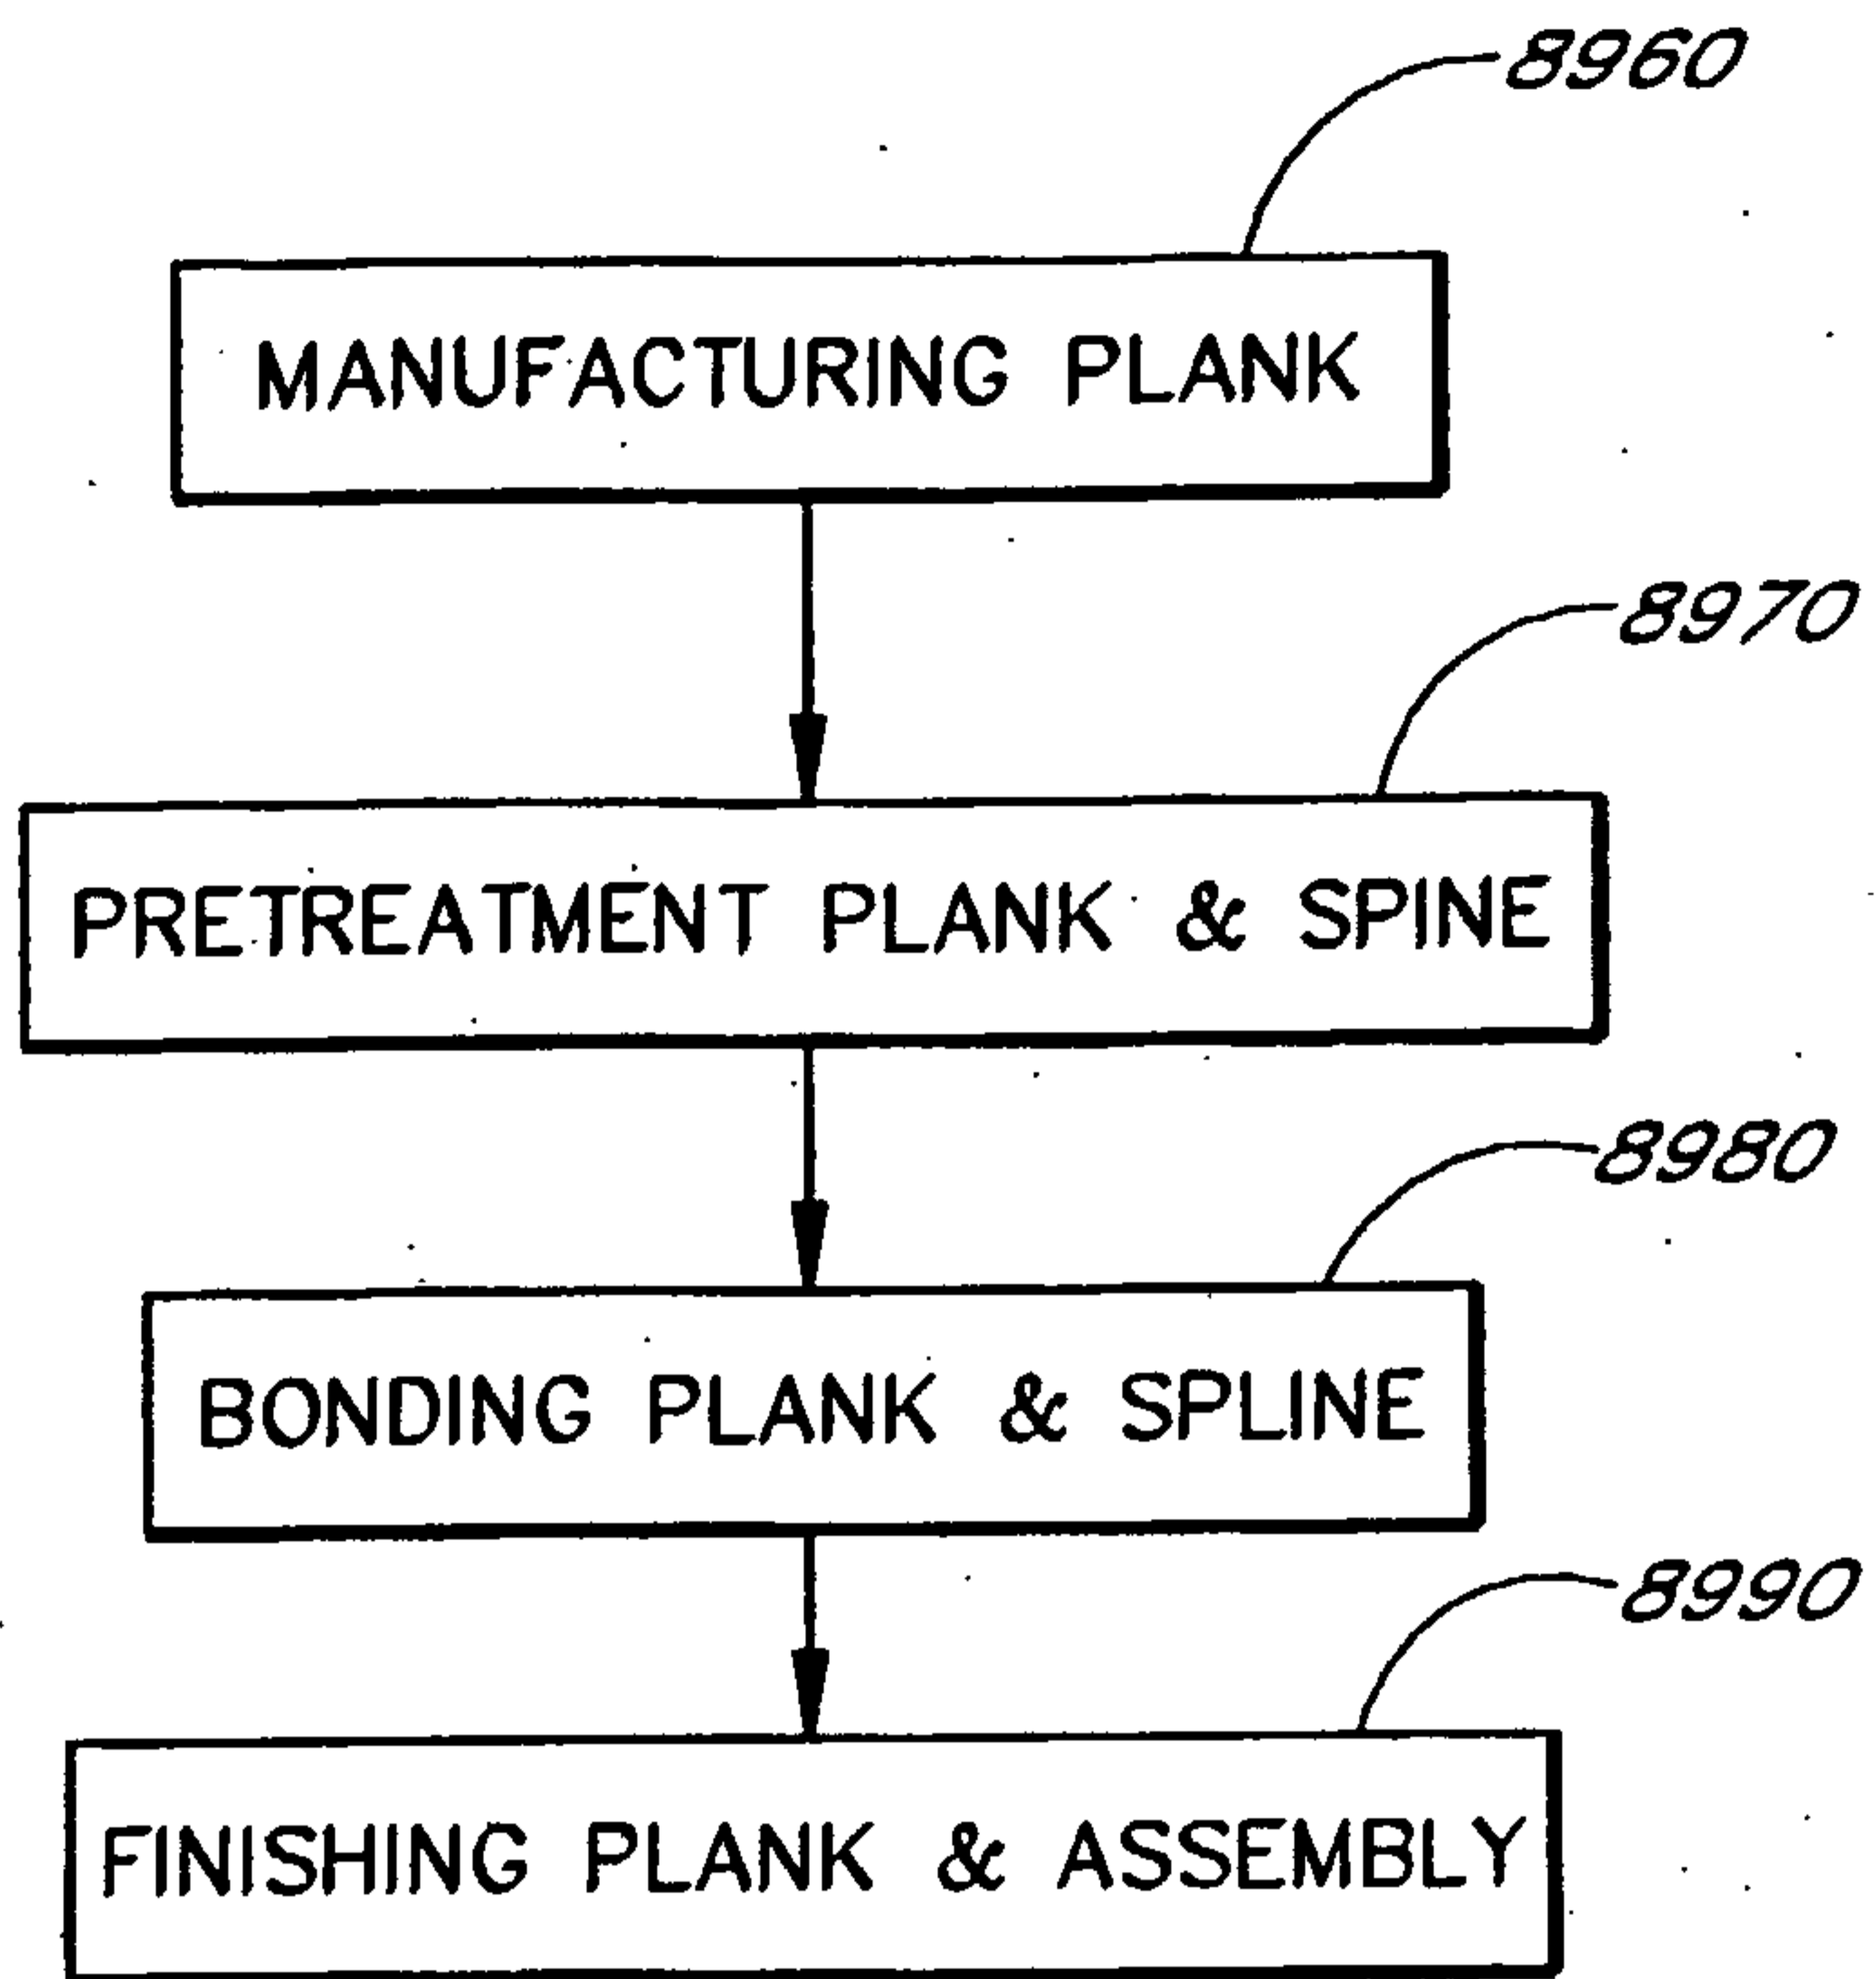 8960
MANUFACTURING PLANK
8970
PRETREATMENT PLANK & SPINE
8980
BONDING PLANK & SPLINE
8990
FINISHING PLANK & ASSEMBLY